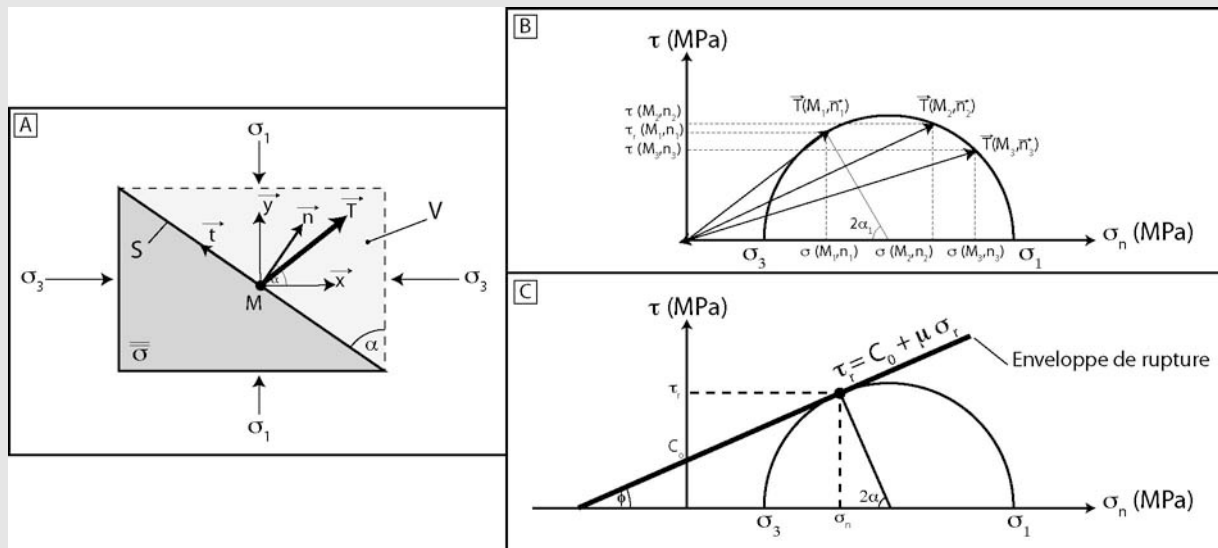 A
σ₁
S
t
y
n
T
V
α
x
σ₃
M
σ₃
σ
α
σ₁
B
τ (MPa)
τ (M₂,n₂)
τᵣ (M₁,n₁)
τ (M₃,n₃)
T(M₁,n₁)
T(M₂,n₂)
T(M₃,n₃)
2α₁
σ₃
σ (M₁,n₁)
σ (M₂,n₂)
σ (M₃,n₃)
σ₁
σₙ (MPa)
C
τ (MPa)
τᵣ = C₀ + μ σᵣ
Enveloppe de rupture
τᵣ
C₀
ϕ
2α
σ₃
σₙ
σ₁
σₙ (MPa)